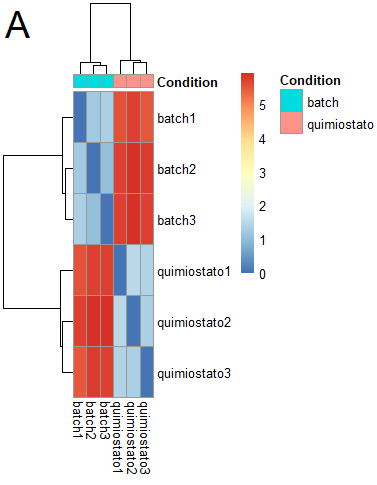 A
Condition
batch1
batch2
batch3
quimiostato1
quimiostato2
quimiostato3
batch1
batch2
batch3
quimiostato1
quimiostato2
quimiostato3
5
4
3
2
1
0
Condition
batch
quimiostato